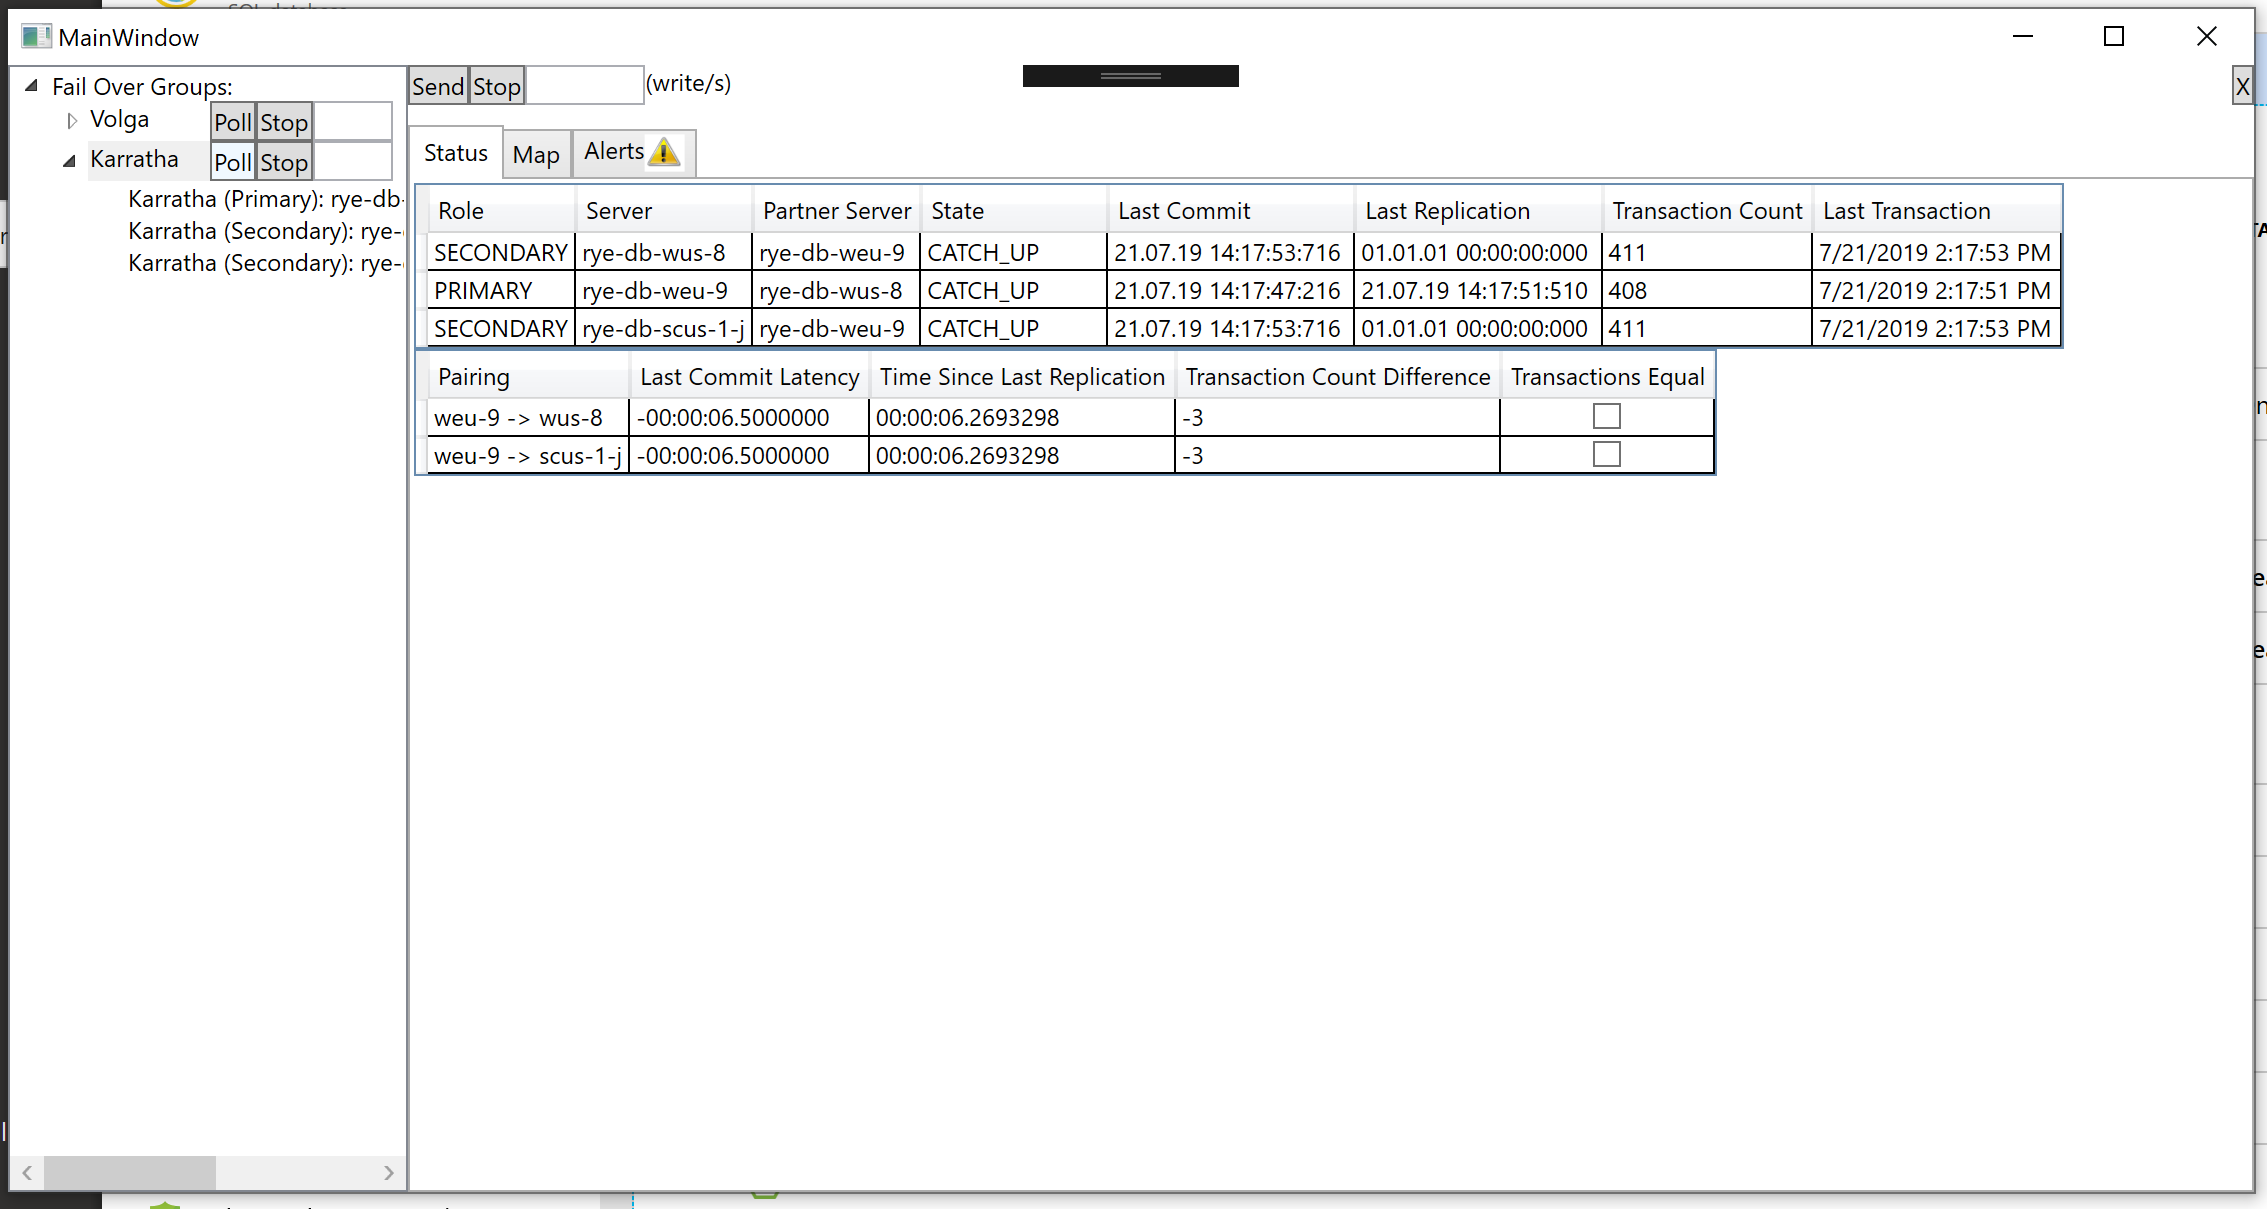 MainWindow
Fail Over Groups:
Volga Poll Stop
Karratha Poll Stop
Karratha (Primary): rye-db-
Karratha (Secondary): rye-
Karratha (Secondary): rye-
Send Stop (write/s)
X
Status Map Alerts
Role Server Partner Server State Last Commit Last Replication Transaction Count Last Transaction
SECONDARY rye-db-wus-8 rye-db-weu-9 CATCH_UP 21.07.19 14:17:53:716 01.01.01 00:00:00:000 411 7/21/2019 2:17:53 PM
PRIMARY rye-db-weu-9 rye-db-wus-8 CATCH_UP 21.07.19 14:17:47:216 21.07.19 14:17:51:510 408 7/21/2019 2:17:51 PM
SECONDARY rye-db-scus-1-j rye-db-weu-9 CATCH_UP 21.07.19 14:17:53:716 01.01.01 00:00:00:000 411 7/21/2019 2:17:53 PM
Pairing Last Commit Latency Time Since Last Replication Transaction Count Difference Transactions Equal
weu-9 -> wus-8 -00:00:06.5000000 00:00:06.2693298 -3
weu-9 -> scus-1-j -00:00:06.5000000 00:00:06.2693298 -3